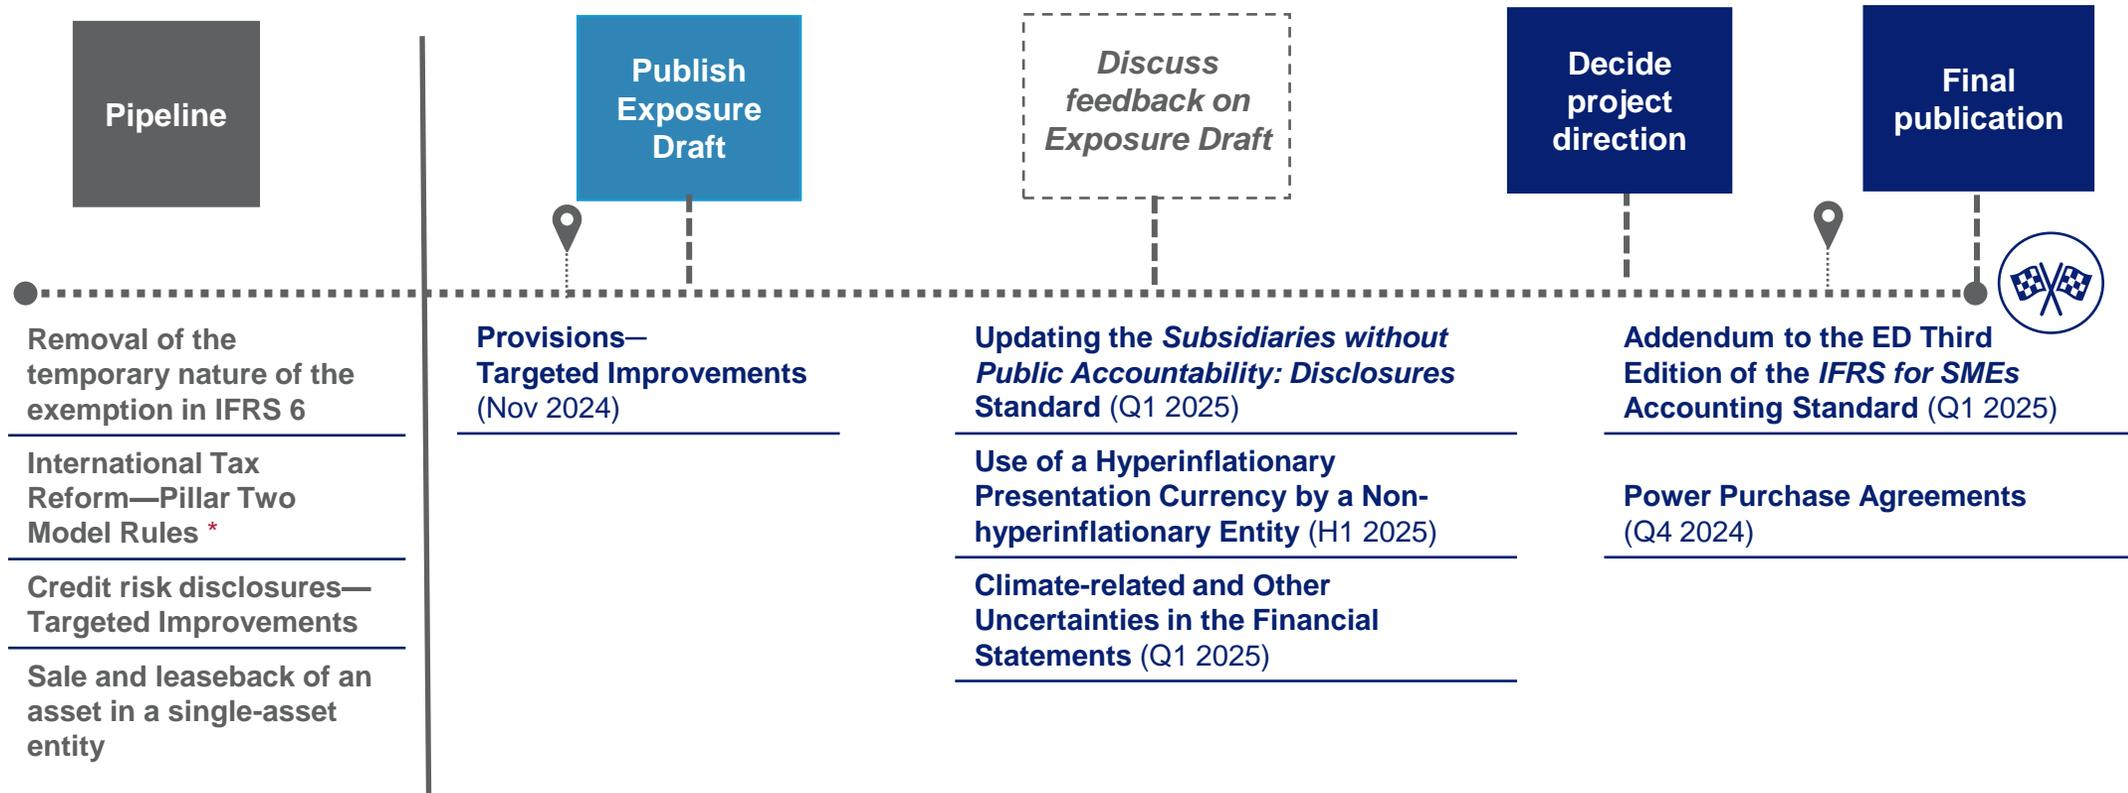 Pipeline
Publish
Exposure
Draft
Discuss
feedback on
Exposure Draft
Decide
project
direction
Final
publication
Removal of the
temporary nature of the
exemption in IFRS 6
International Tax
Reform—Pillar Two
Model Rules *
Credit risk disclosures—
Targeted Improvements
Sale and leaseback of an
asset in a single-asset
entity
Provisions—
Targeted Improvements
(Nov 2024)
Updating the Subsidiaries without
Public Accountability: Disclosures
Standard (Q1 2025)
Use of a Hyperinflationary
Presentation Currency by a Non-
hyperinflationary Entity (H1 2025)
Climate-related and Other
Uncertainties in the Financial
Statements (Q1 2025)
Addendum to the ED Third
Edition of the IFRS for SMEs
Accounting Standard (Q1 2025)
Power Purchase Agreements
(Q4 2024)